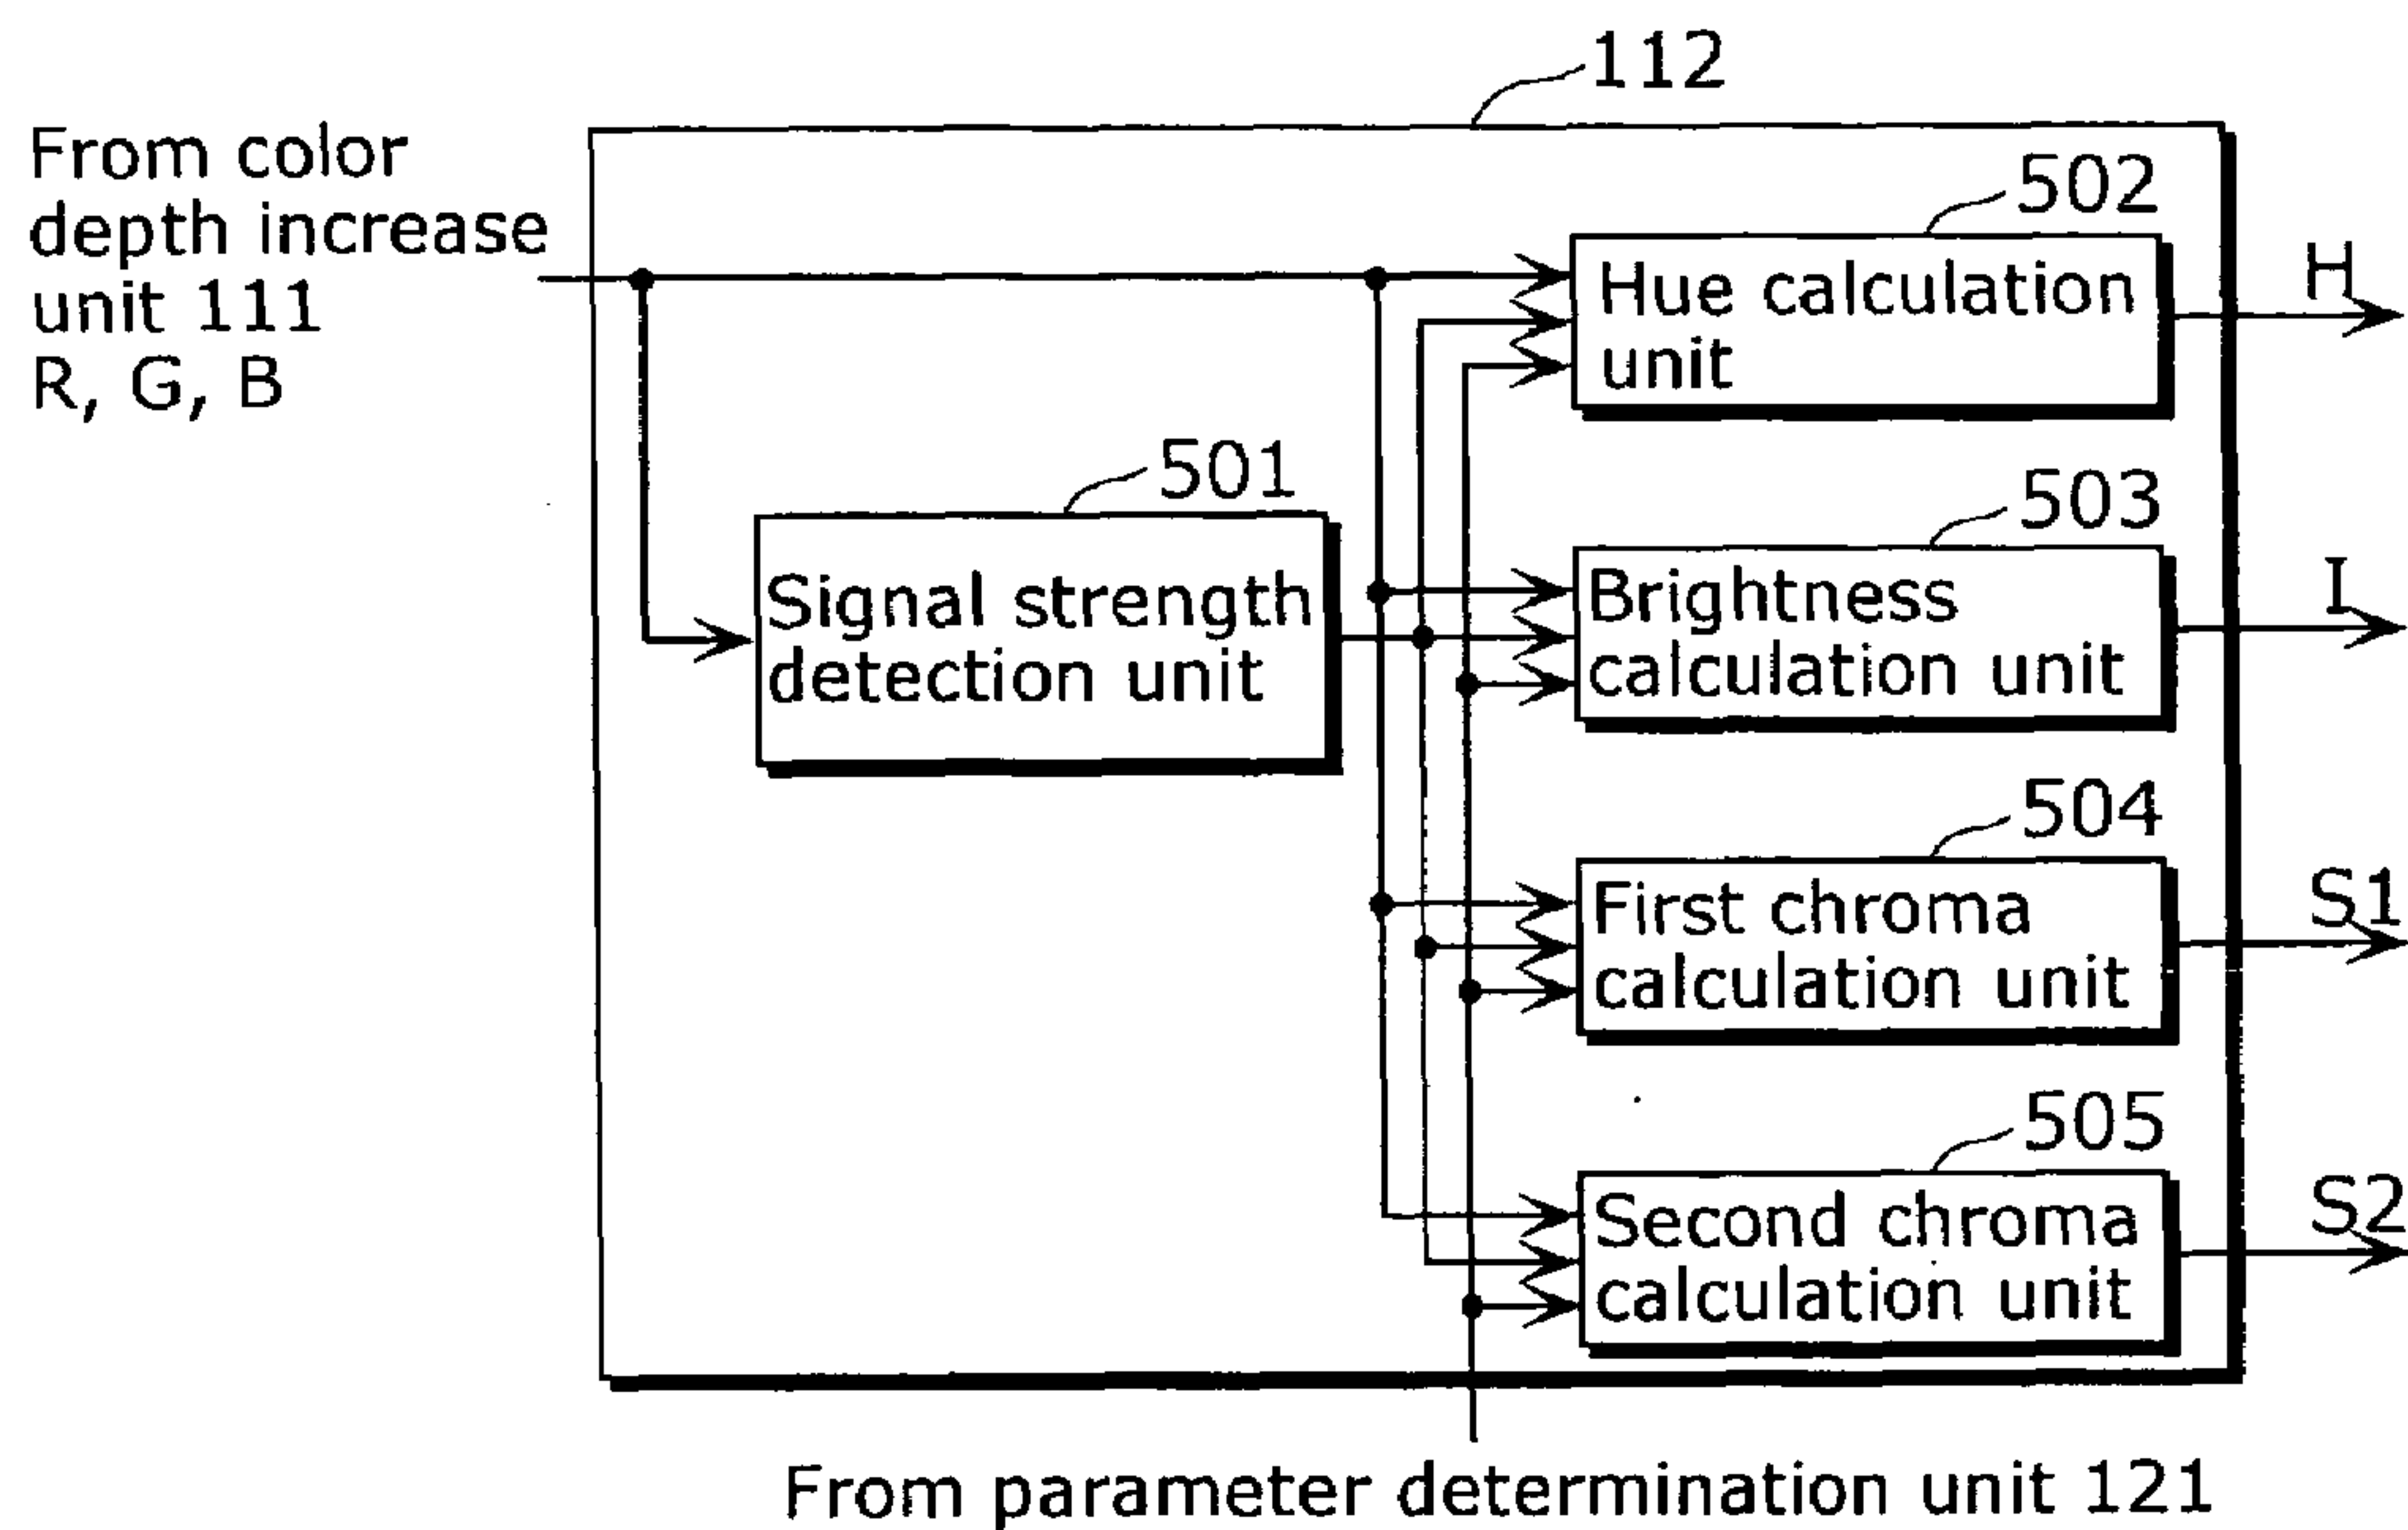 112
From color
depth increase
unit 111
R, G, B
502
Hue calculation
unit
H
501
Signal strength
detection unit
503
Brightness
calculation unit
I
504
First chroma
calculation unit
S1
505
Second chroma
calculation unit
S2
From parameter determination unit 121